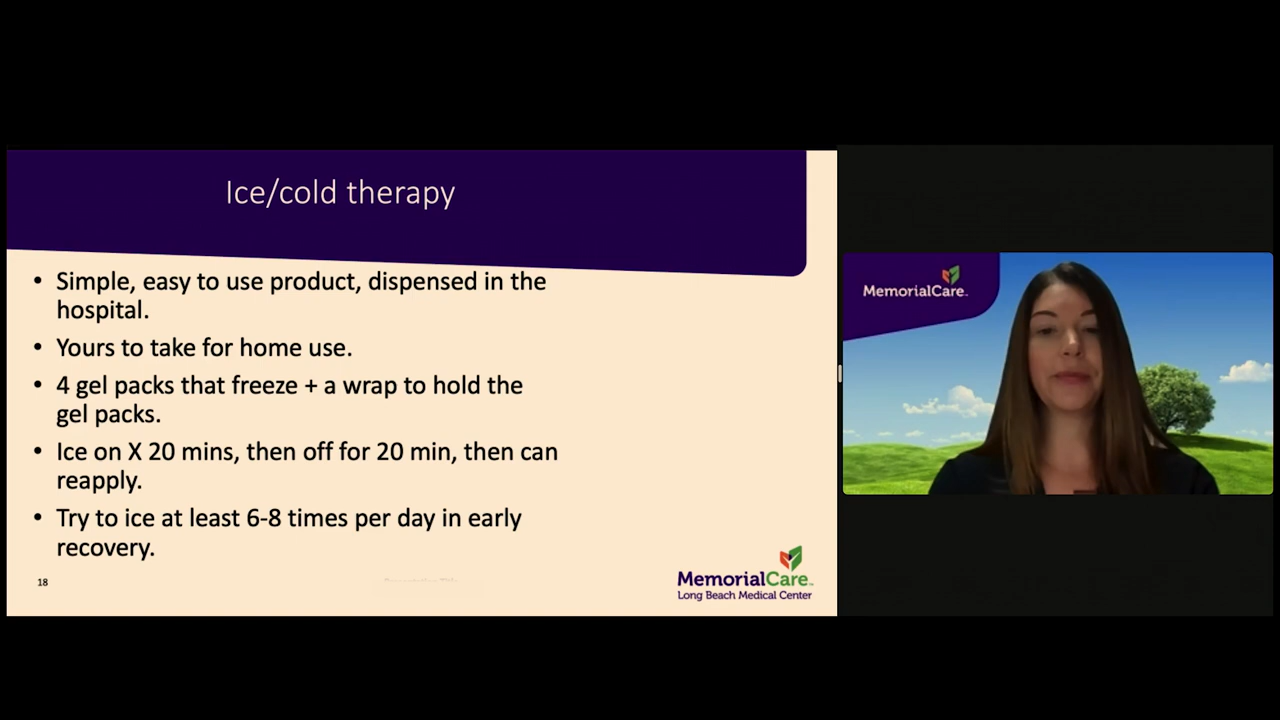 Ice/cold therapy
• Simple, easy to use product, dispensed in the
hospital.
• Yours to take for home use.
• 4 gel packs that freeze + a wrap to hold the
gel packs.
• Ice on X 20 mins, then off for 20 min, then can
reapply.
• Try to ice at least 6-8 times per day in early
recovery.
18
MemorialCare™
Long Beach Medical Center
MemorialCare™